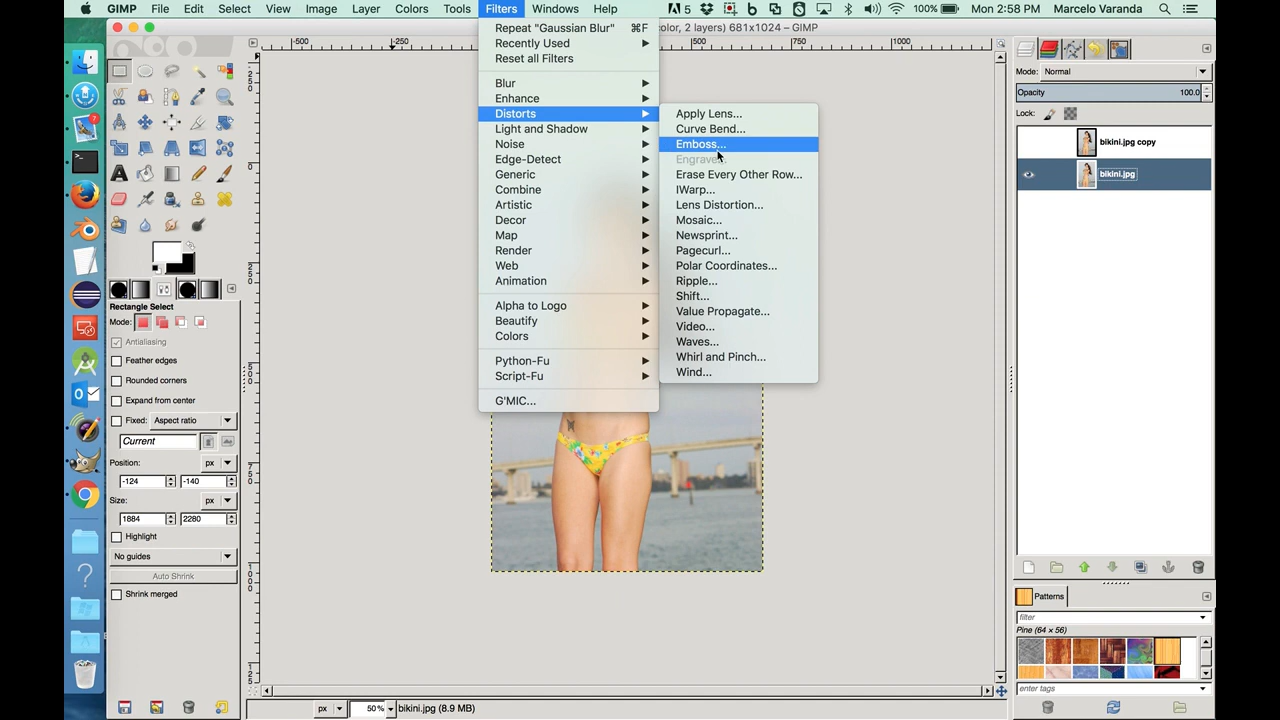 GIMP File Edit Select View Image Layer Colors Tools Filters Windows Help 5 100% Mon 2:58 PM Marcelo Varanda
color, 2 layers) 681x1024 – GIMP
Repeat "Gaussian Blur" ⌘F
Recently Used
Reset all Filters
Blur
Enhance
Distorts
Light and Shadow
Noise
Edge-Detect
Generic
Combine
Artistic
Decor
Map
Render
Web
Animation
Alpha to Logo
Beautify
Colors
Python-Fu
Script-Fu
G'MIC...
Apply Lens...
Curve Bend...
Emboss...
Engrave...
Erase Every Other Row...
IWarp...
Lens Distortion...
Mosaic...
Newsprint...
Pagecurl...
Polar Coordinates...
Ripple...
Shift...
Value Propagate...
Video...
Waves...
Whirl and Pinch...
Wind...
-500 -250 0 500 750 1000
Rectangle Select
Mode:
Antialiasing
Feather edges
Rounded corners
Expand from center
Fixed: Aspect ratio
Current
Position: px
-124 -140
Size: px
1884 2280
Highlight
No guides
Auto Shrink
Shrink merged
Mode: Normal
Opacity 100.0
Lock:
bikini.jpg copy
bikini.jpg
Patterns
filter
Pine (64 × 56)
enter tags
px 50% bikini.jpg (8.9 MB)